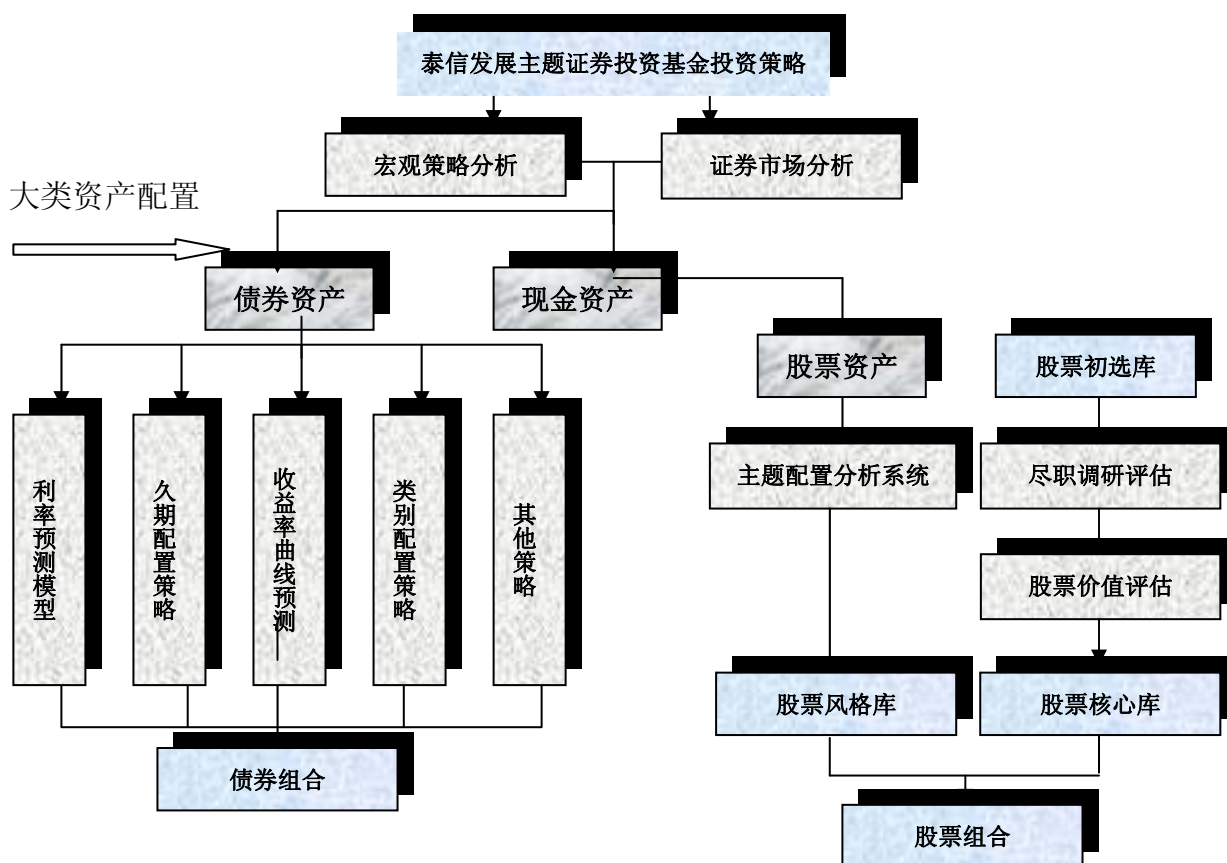 泰信发展主题证券投资基金投资策略
宏观策略分析
证券市场分析
大类资产配置
债券资产
现金资产
股票资产
股票初选库
利率预测模型
久期配置策略
收益率曲线预测
类别配置策略
其他策略
主题配置分析系统
尽职调研评估
股票价值评估
股票风格库
股票核心库
债券组合
股票组合